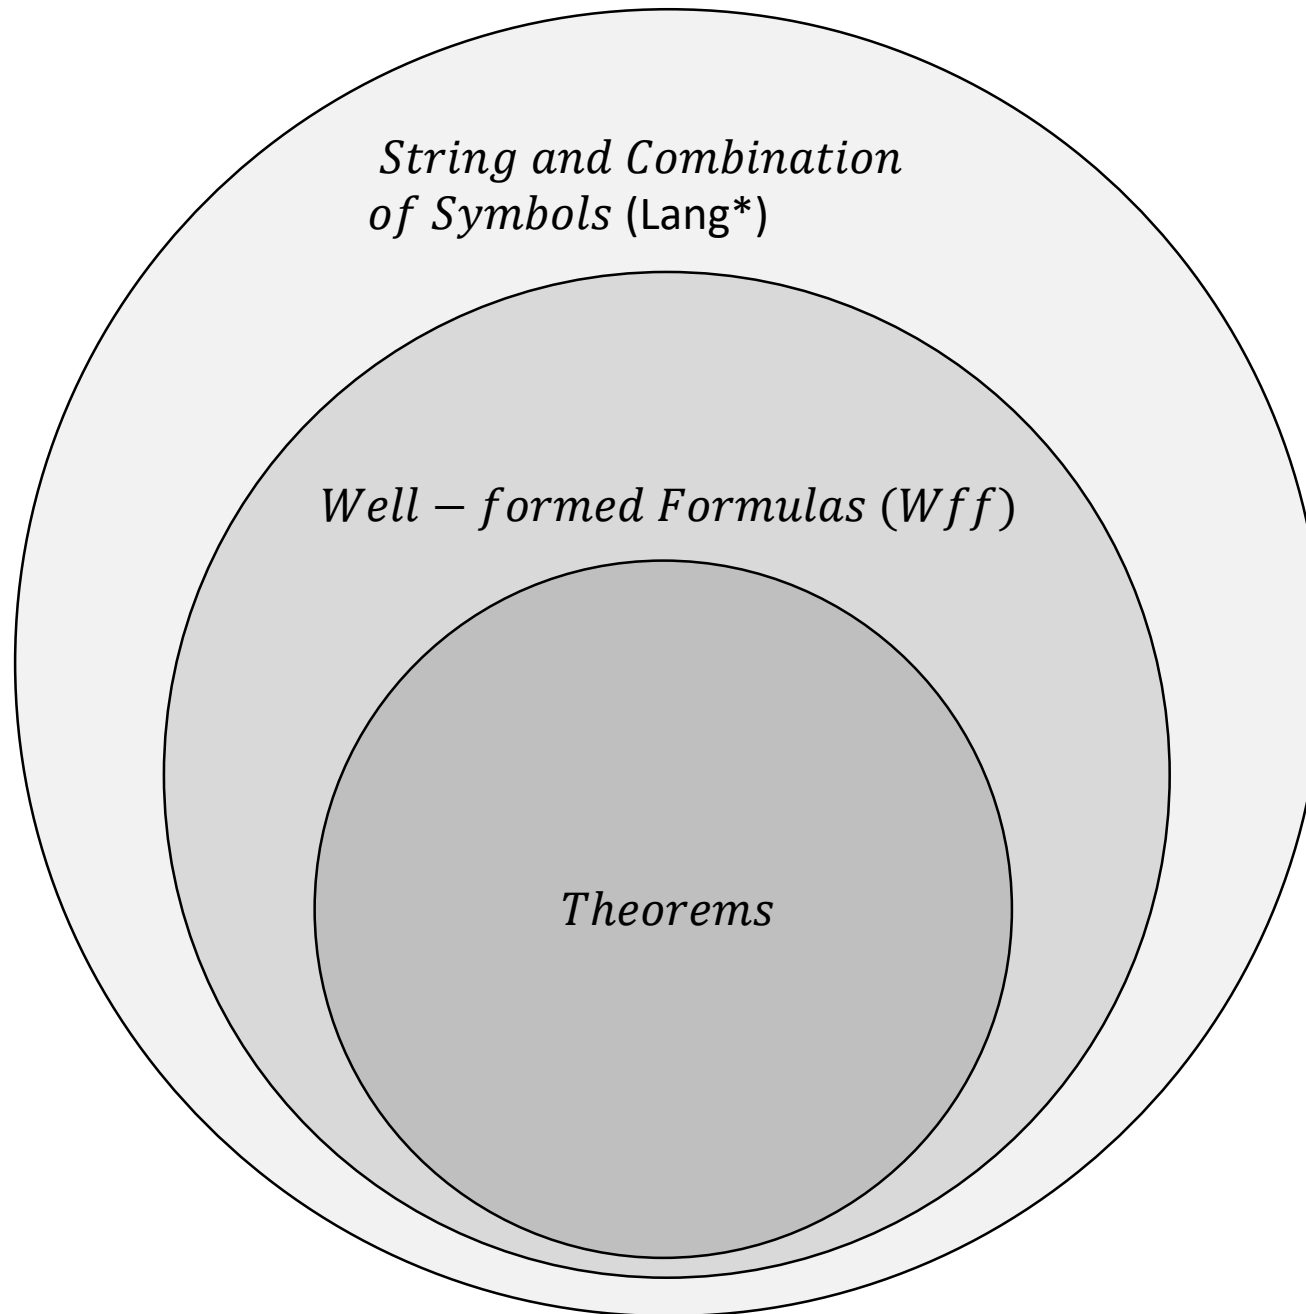 String and Combination
of Symbols (Lang*)
Well – formed Formulas (Wff)
Theorems